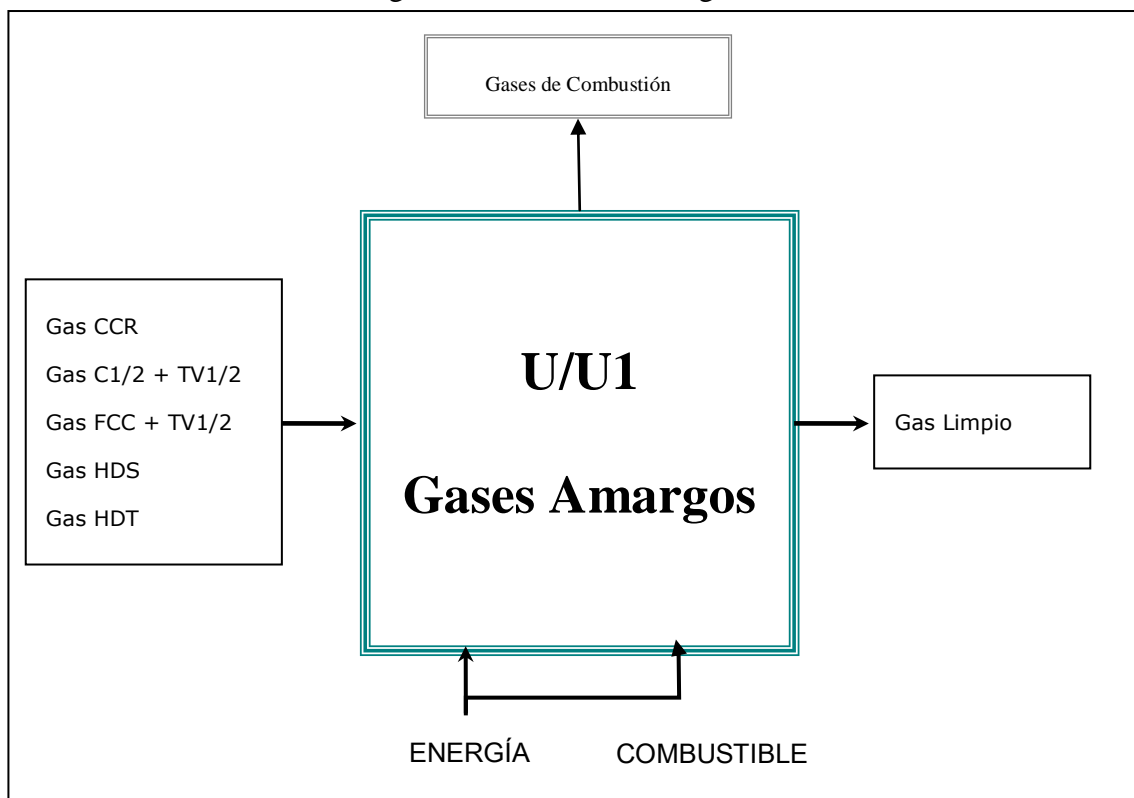 Gases de Combustión
Gas CCR
Gas C1/2 + TV1/2
Gas FCC + TV1/2
Gas HDS
Gas HDT
U/U1
Gases Amargos
Gas Limpio
ENERGÍA COMBUSTIBLE